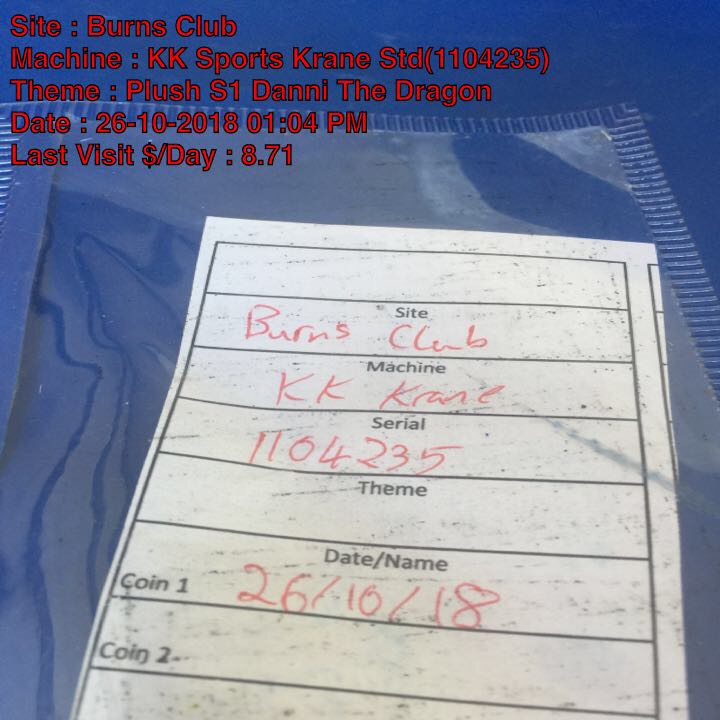 Site : Burns Club
Machine : KK Sports Krane Std(1104235)
Theme : Plush S1 Danni The Dragon
Date : 26-10-2018 01:04 PM
Last Visit $/Day : 8.71
Site
Burns Club
Machine
KK Krane
Serial
1104235
Theme
Date/Name
Coin 1 26/10/18
Coin 2